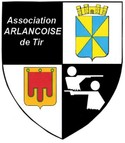 Association
ARLANCOISE
de Tir